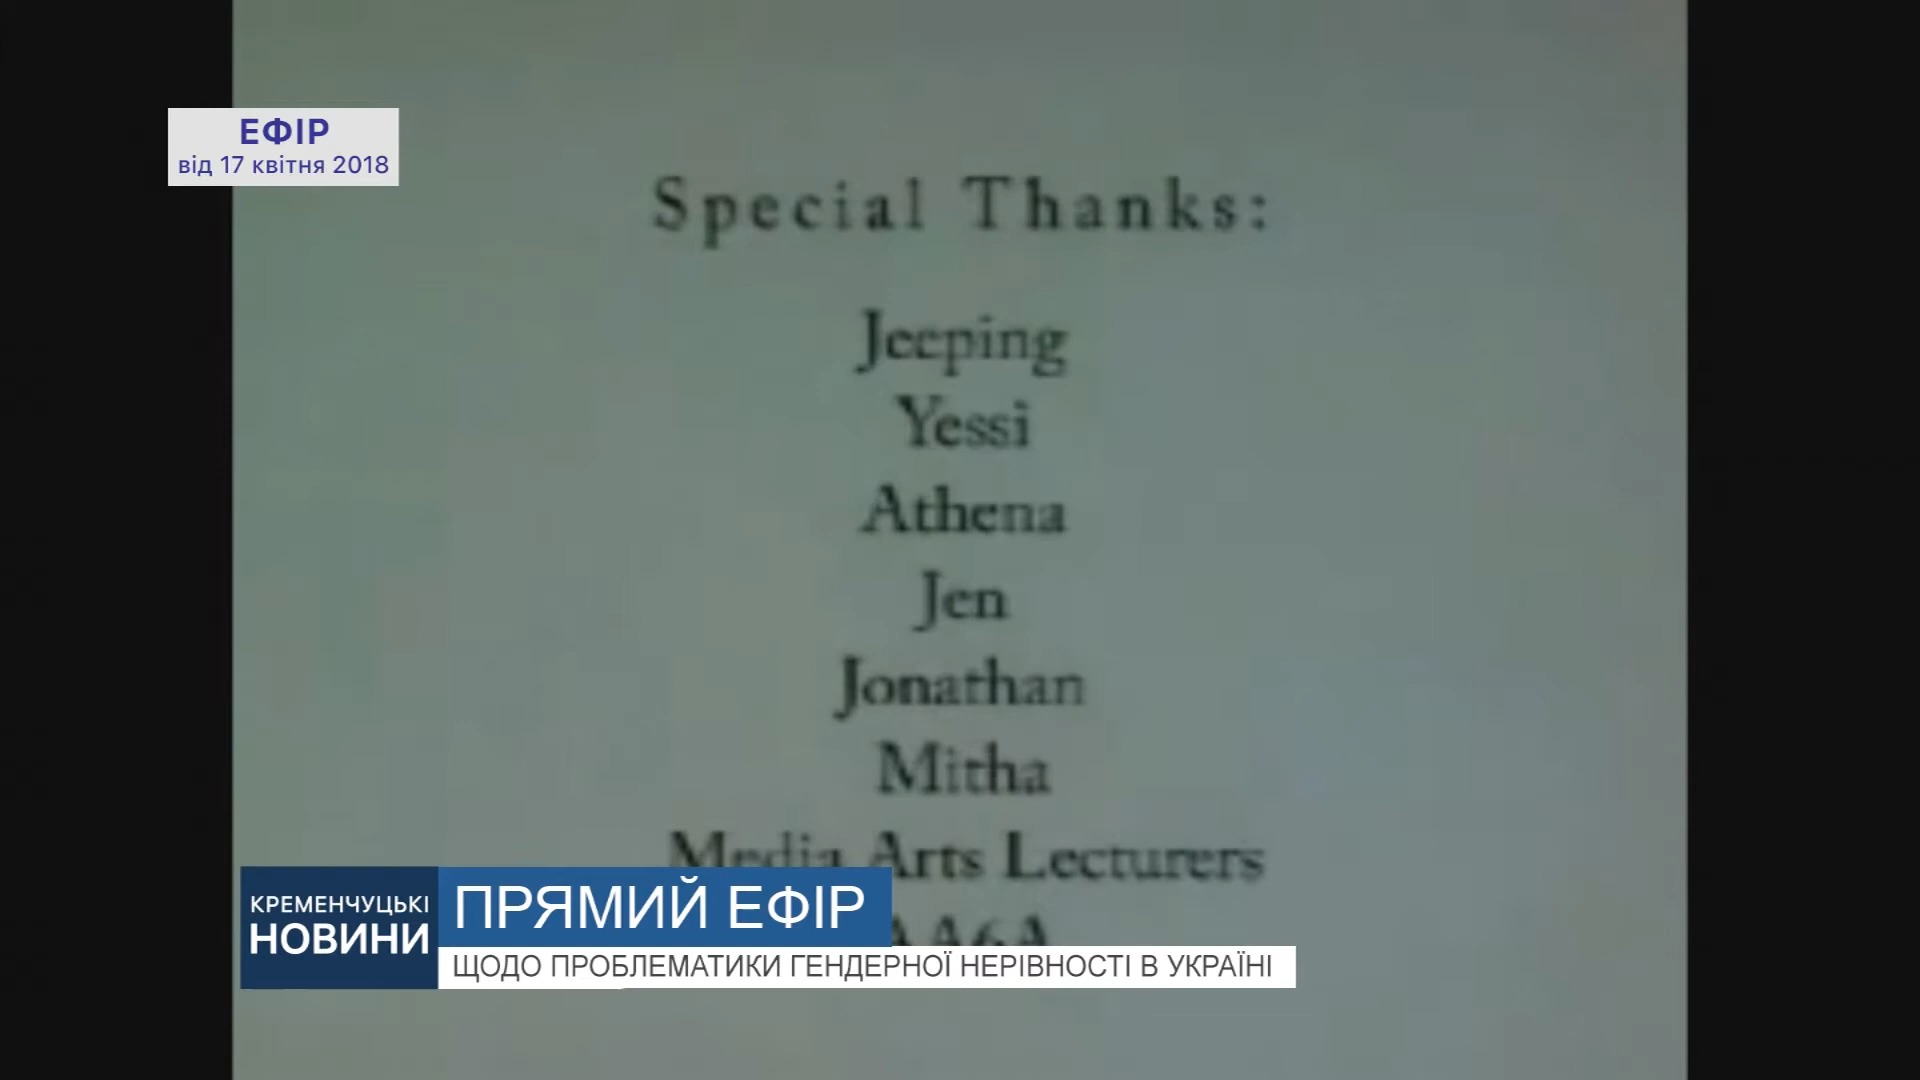 ЕФІР
від 17 квітня 2018
Special Thanks:
Jeeping
Yessi
Athena
Jen
Jonathan
Mitha
Media Arts Lecturers
AA6A
КРЕМЕНЧУЦЬКІ
НОВИНИ
ПРЯМИЙ ЕФІР
ЩОДО ПРОБЛЕМАТИКИ ГЕНДЕРНОЇ НЕРІВНОСТІ В УКРАЇНІ